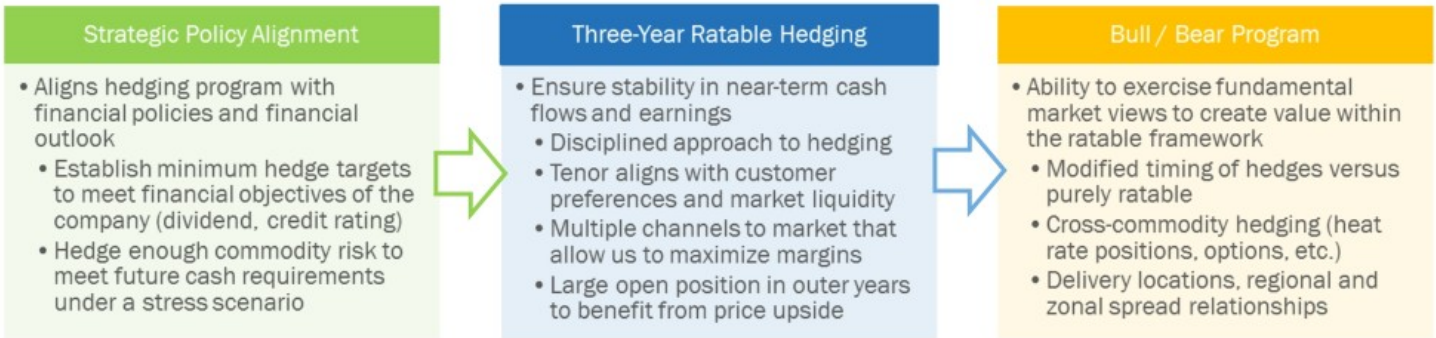 Strategic Policy Alignment
• Aligns hedging program with
financial policies and financial
outlook
• Establish minimum hedge targets
to meet financial objectives of the
company (dividend, credit rating)
• Hedge enough commodity risk to
meet future cash requirements
under a stress scenario
Three-Year Ratable Hedging
• Ensure stability in near-term cash
flows and earnings
• Disciplined approach to hedging
• Tenor aligns with customer
preferences and market liquidity
• Multiple channels to market that
allow us to maximize margins
• Large open position in outer years
to benefit from price upside
Bull / Bear Program
• Ability to exercise fundamental
market views to create value within
the ratable framework
• Modified timing of hedges versus
purely ratable
• Cross-commodity hedging (heat
rate positions, options, etc.)
• Delivery locations, regional and
zonal spread relationships